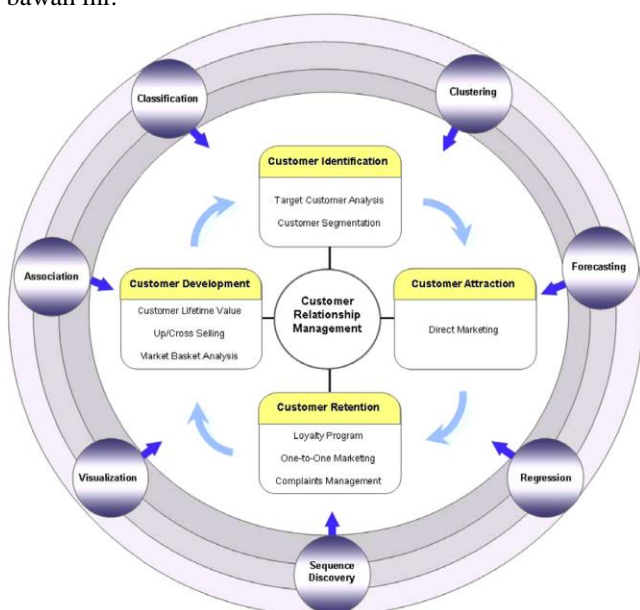 bawah ini:
Classification
Clustering
Customer Identification
Target Customer Analysis
Customer Segmentation
Association
Forecasting
Customer Development
Customer Lifetime Value
Up/Cross Selling
Market Basket Analysis
Customer
Relationship
Management
Customer Attraction
Direct Marketing
Customer Retention
Loyalty Program
One-to-One Marketing
Complaints Management
Visualization
Regression
Sequence
Discovery